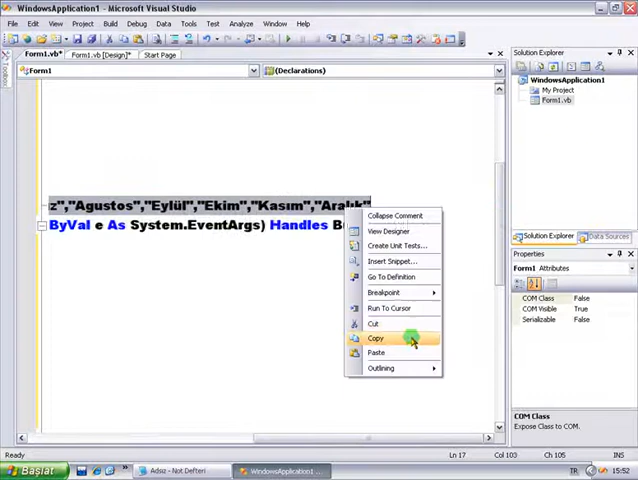 WindowsApplication1 - Microsoft Visual Studio
File Edit View Project Build Debug Data Tools Test Analyze Window Help
Form1.vb* Form1.vb [Design]* Start Page
Form1 (Declarations)
Toolbox
z","Agustos","Eylül","Ekim","Kasım","Aralık"
ByVal e As System.EventArgs) Handles B
Collapse Comment
View Designer
Create Unit Tests...
Insert Snippet...
Go To Definition
Breakpoint
Run To Cursor
Cut
Copy
Paste
Outlining
Solution Explorer
WindowsApplication1
My Project
Form1.vb
Solution Explorer Data Sources
Properties
Form1 Attributes
COM Class False
COM Visible True
Serializable False
COM Class
Expose Class to COM.
Ready Ln 17 Col 103 Ch 105 INS
Başlat Adsız - Not Defteri WindowsApplication1 ... TR 15:52